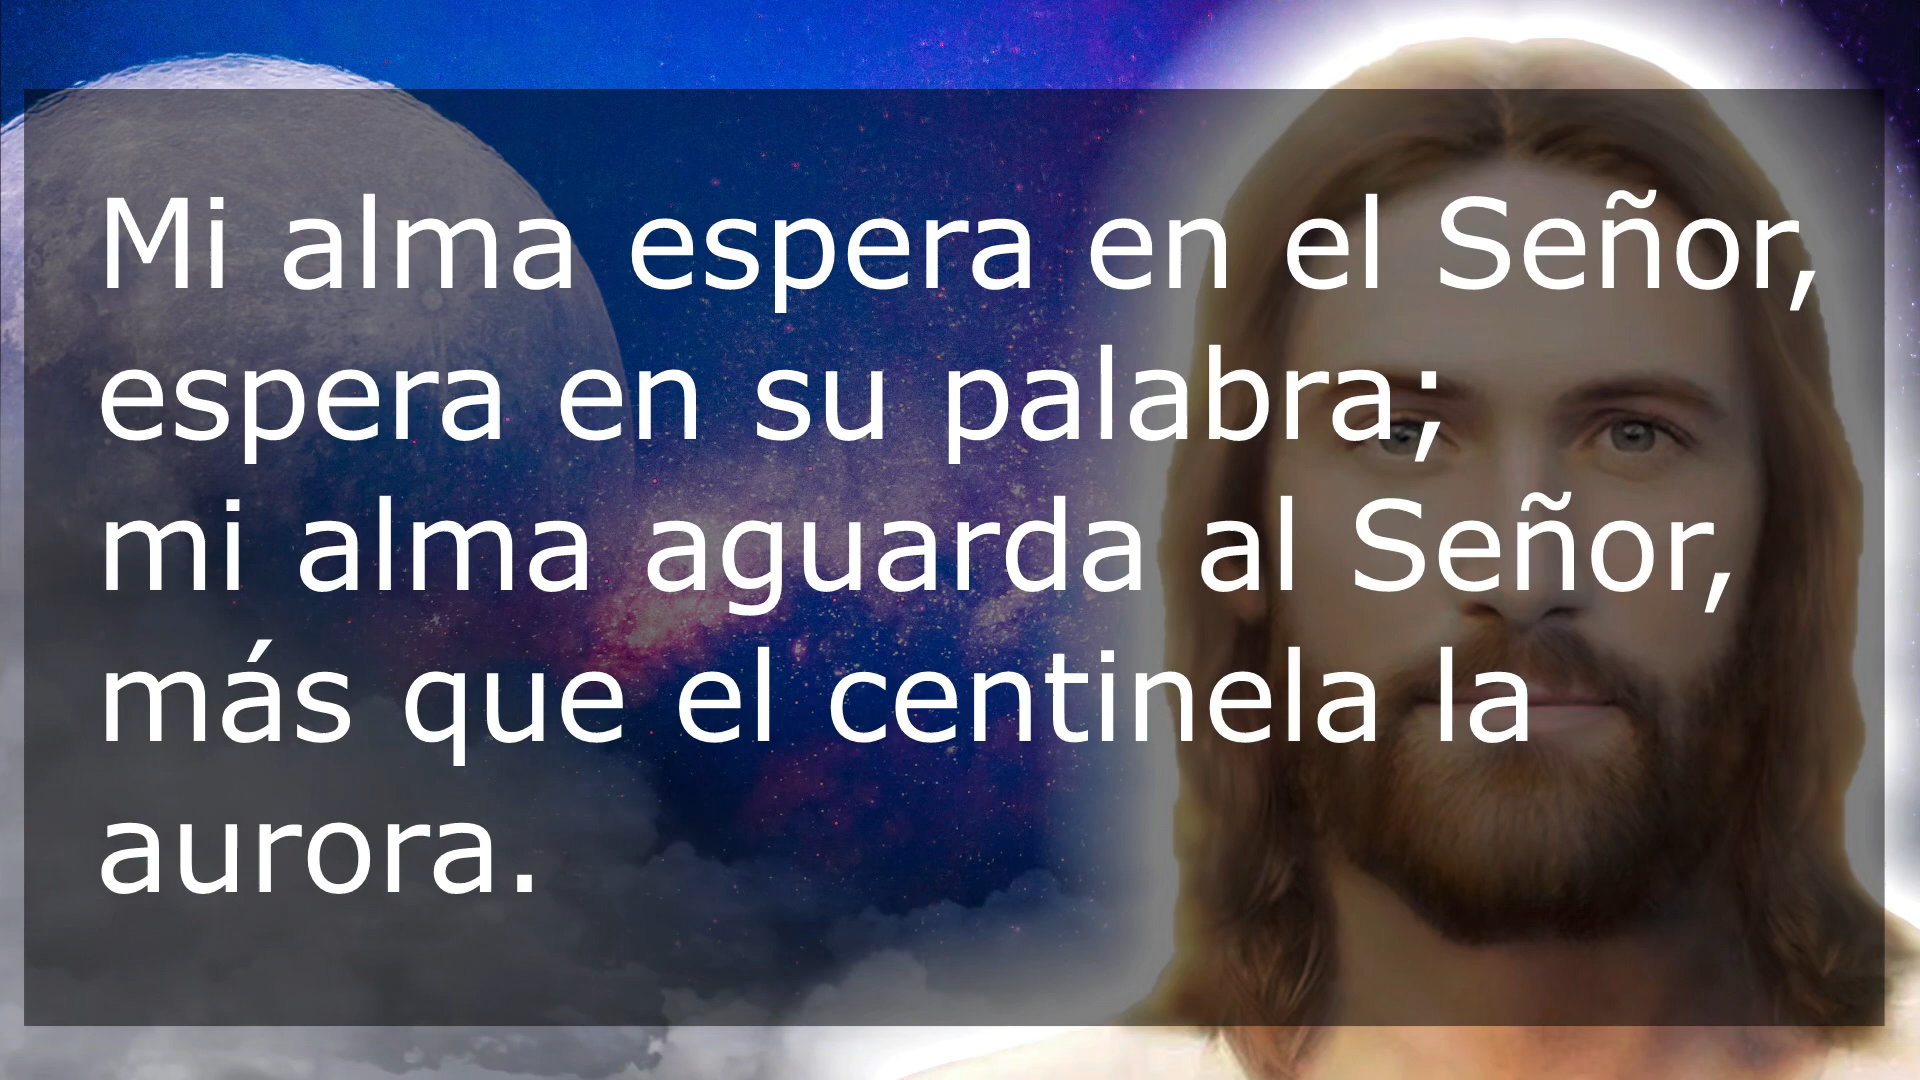 Mi alma espera en el Señor,
espera en su palabra;
mi alma aguarda al Señor,
más que el centinela la
aurora.